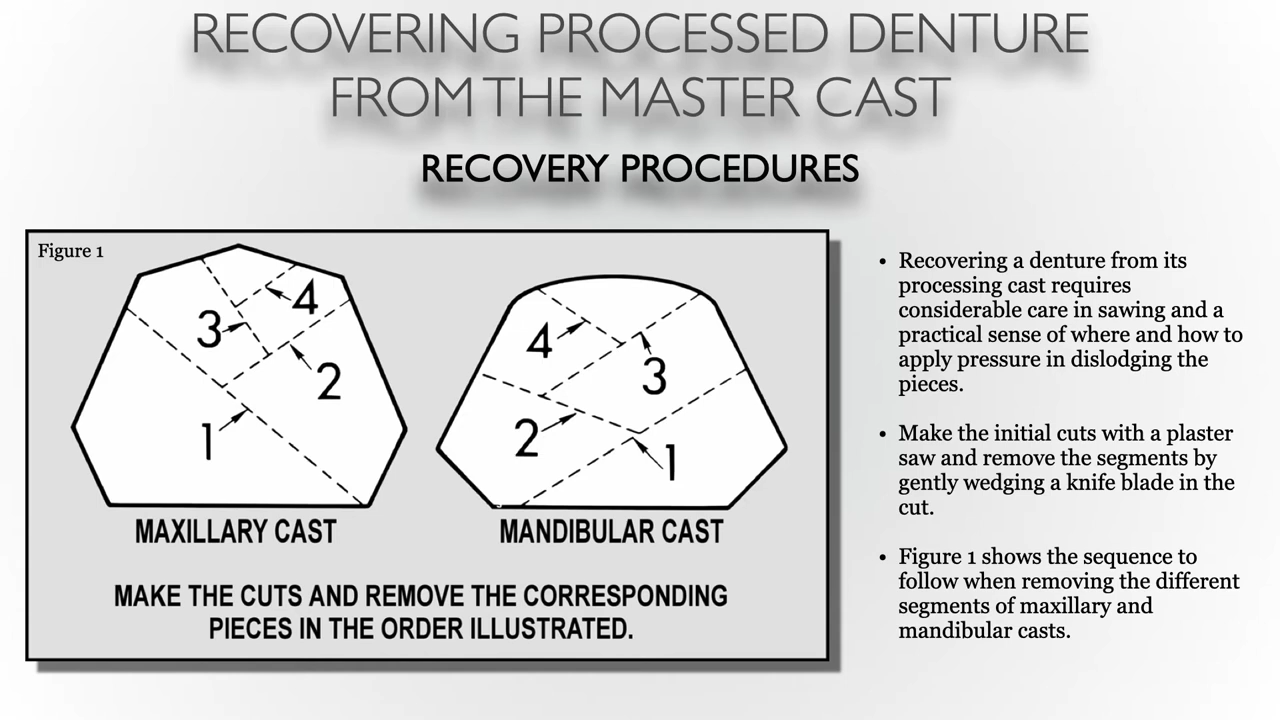 RECOVERING PROCESSED DENTURE
FROM THE MASTER CAST
RECOVERY PROCEDURES
Figure 1
3
4
2
1
MAXILLARY CAST
4
3
2
1
MANDIBULAR CAST
MAKE THE CUTS AND REMOVE THE CORRESPONDING
PIECES IN THE ORDER ILLUSTRATED.
• Recovering a denture from its
processing cast requires
considerable care in sawing and a
practical sense of where and how to
apply pressure in dislodging the
pieces.
• Make the initial cuts with a plaster
saw and remove the segments by
gently wedging a knife blade in the
cut.
• Figure 1 shows the sequence to
follow when removing the different
segments of maxillary and
mandibular casts.